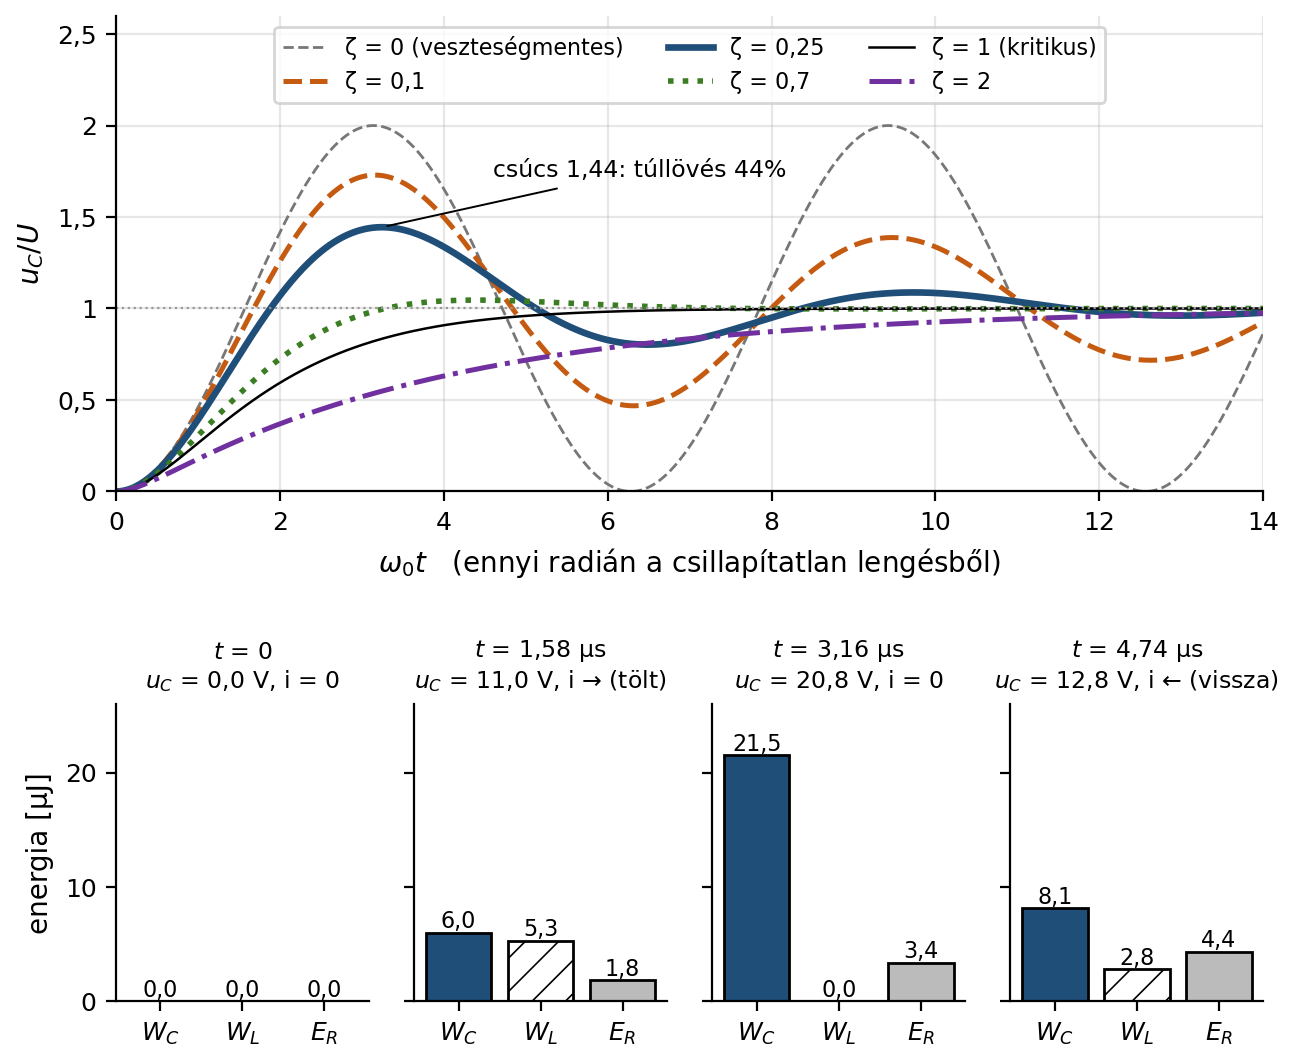 2,5
2
1,5
1
0,5
0
u_C/U
ζ = 0 (veszteségmentes)
ζ = 0,1
ζ = 0,25
ζ = 0,7
ζ = 1 (kritikus)
ζ = 2
csúcs 1,44: túllövés 44%
0 2 4 6 8 10 12 14
ω₀t (ennyi radián a csillapítatlan lengésből)
t = 0
u_C = 0,0 V, i = 0
t = 1,58 µs
u_C = 11,0 V, i → (tölt)
t = 3,16 µs
u_C = 20,8 V, i = 0
t = 4,74 µs
u_C = 12,8 V, i ← (vissza)
energia [µJ]
20
10
0
0,0 0,0 0,0
W_C W_L E_R
6,0 5,3 1,8
W_C W_L E_R
21,5 0,0 3,4
W_C W_L E_R
8,1 2,8 4,4
W_C W_L E_R